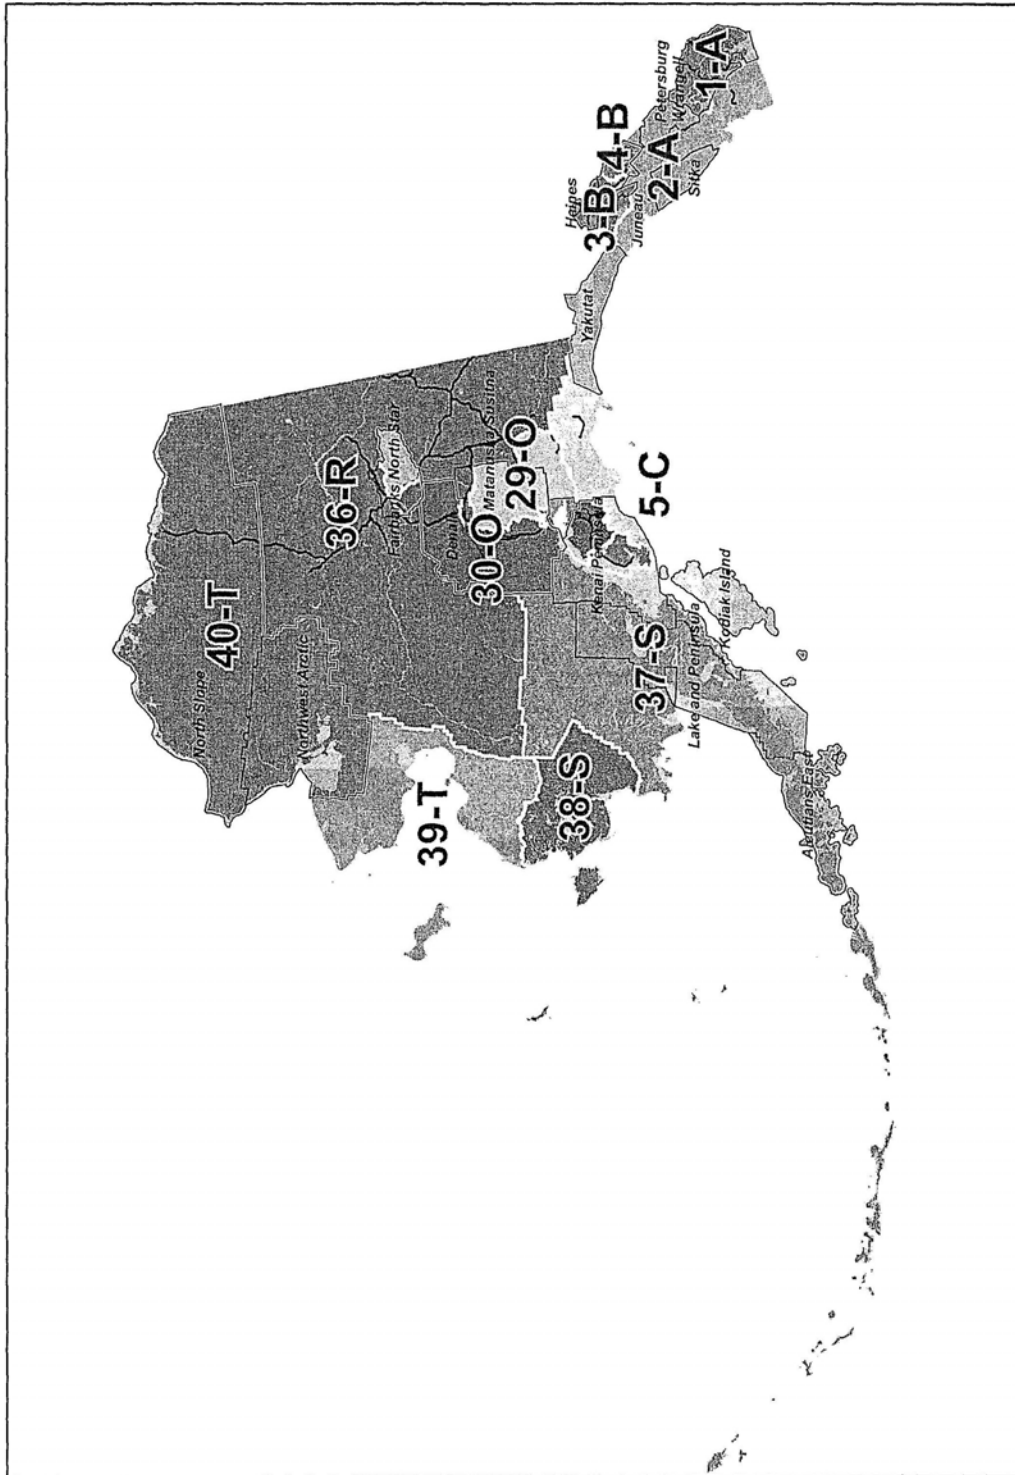 40-T
North Slope
Northwest Arctic
36-R
Fairbanks North Star
39-T
Denali
Matanuska Susitna
30-O
29-O
38-S
Kenai Peninsula
37-S
5-C
Lake and Peninsula
Kodiak Island
Aleutians East
Yakutat
Haines
3-B
4-B
Juneau
2-A
Sitka
Petersburg
Wrangell
1-A